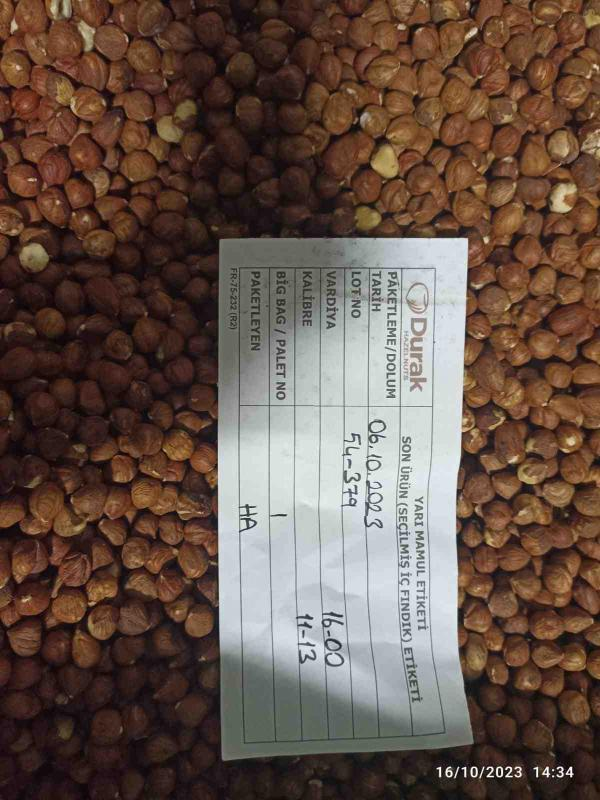 Durak
HAZELNUTS
YARI MAMUL ETİKETİ
SON ÜRÜN (SEÇİLMİŞ İÇ FINDIK) ETİKETİ
PAKETLEME/DOLUM TARİH 06.10.2023
LOT NO 54-379
VARDİYA 16-00
KALİBRE 11-13
BİG BAG / PALET NO 1
PAKETLEYEN HA
FR-75-232 (R2)
16/10/2023 14:34